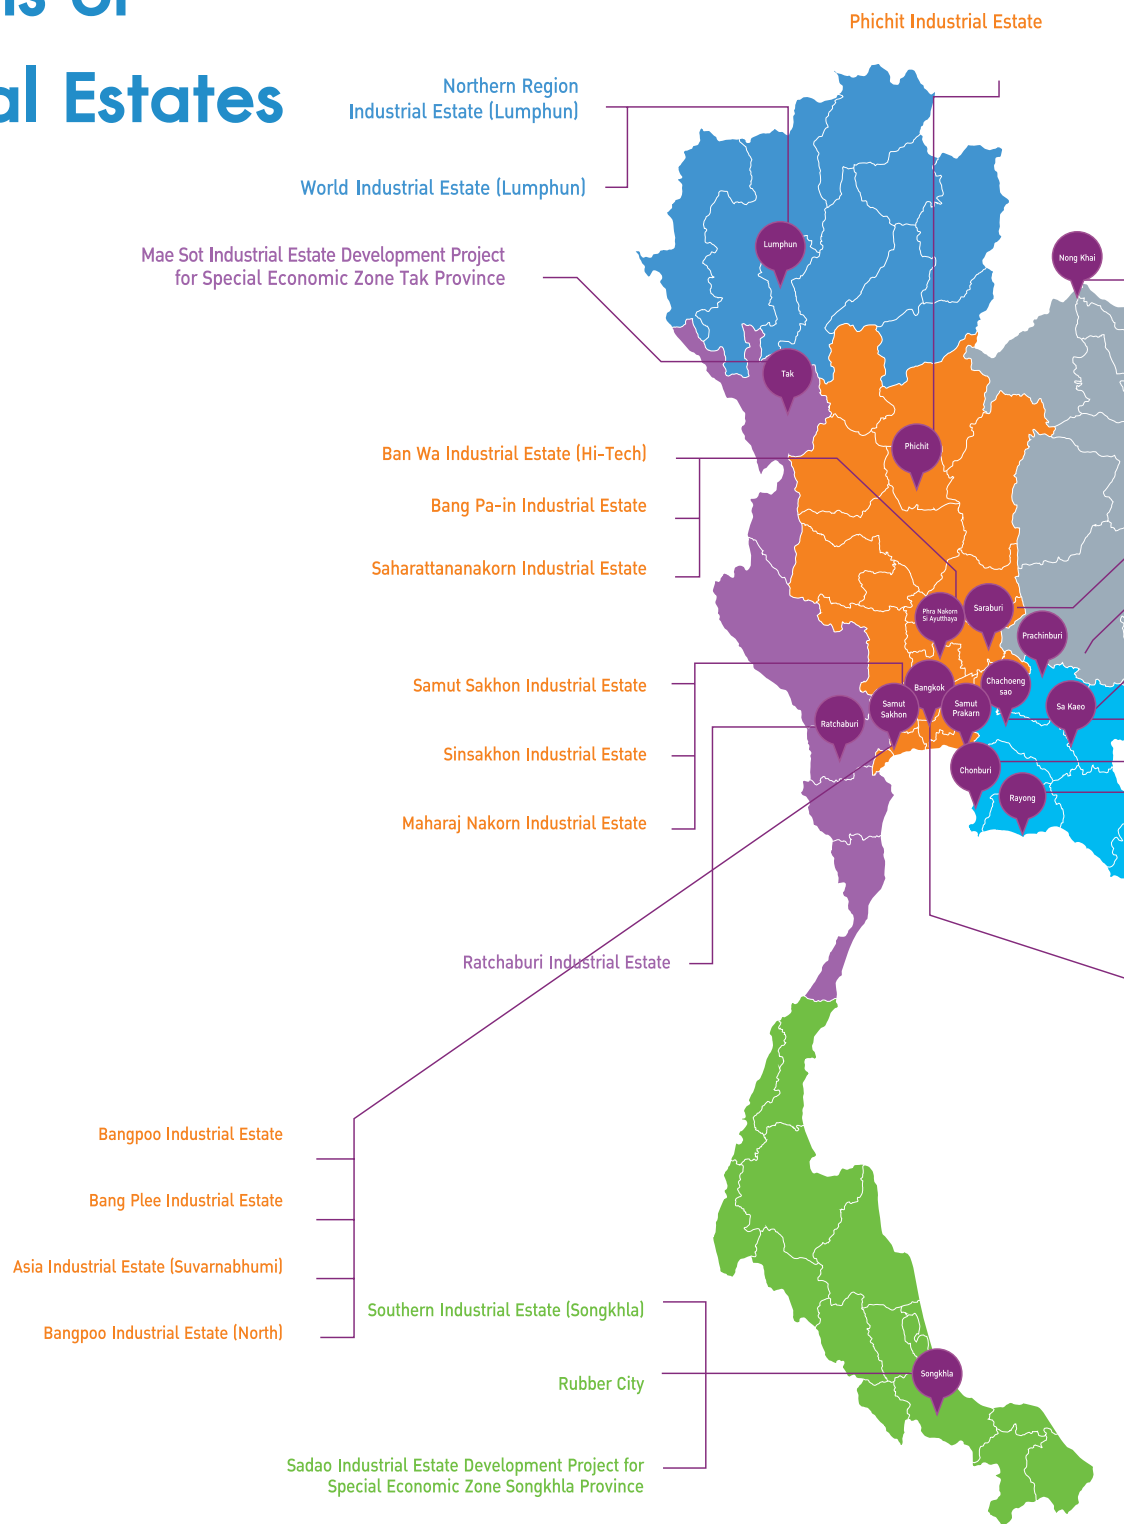 ns of
al Estates
Phichit Industrial Estate
Northern Region
Industrial Estate (Lumphun)
World Industrial Estate (Lumphun)
Mae Sot Industrial Estate Development Project
for Special Economic Zone Tak Province
Lumphun
Nong Khai
Tak
Ban Wa Industrial Estate (Hi-Tech)
Phichit
Bang Pa-in Industrial Estate
Saharattananakorn Industrial Estate
Phra Nakorn
Si Ayutthaya
Saraburi
Prachinburi
Samut Sakhon Industrial Estate
Bangkok
Chachoeng
sao
Samut
Sakhon
Samut
Prakarn
Sa Kaeo
Ratchaburi
Sinsakhon Industrial Estate
Chonburi
Rayong
Maharaj Nakorn Industrial Estate
Ratchaburi Industrial Estate
Bangpoo Industrial Estate
Bang Plee Industrial Estate
Asia Industrial Estate (Suvarnabhumi)
Bangpoo Industrial Estate (North)
Southern Industrial Estate (Songkhla)
Songkhla
Rubber City
Sadao Industrial Estate Development Project for
Special Economic Zone Songkhla Province